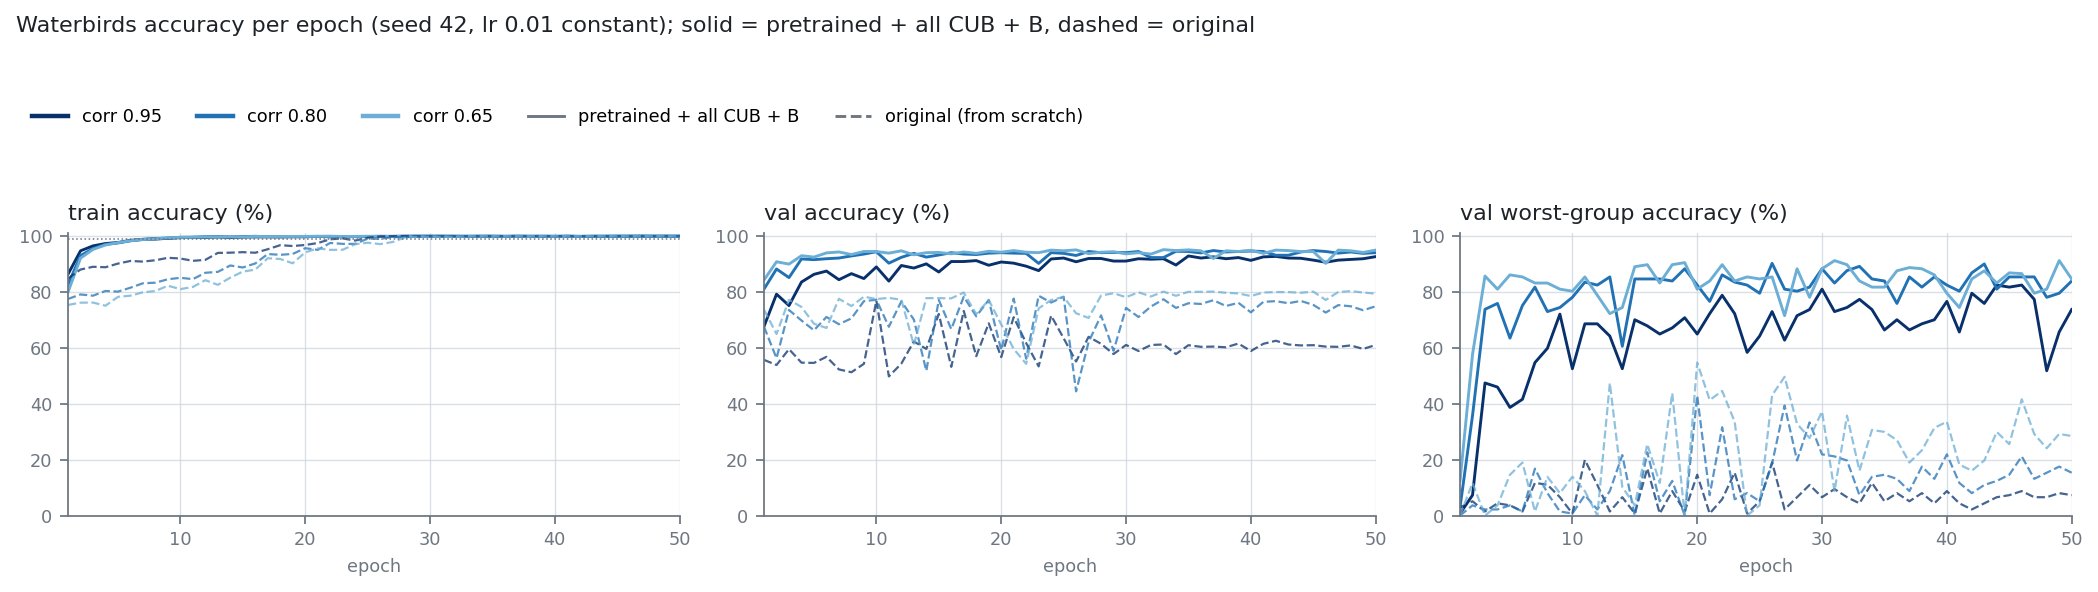 Waterbirds accuracy per epoch (seed 42, lr 0.01 constant); solid = pretrained + all CUB + B, dashed = original
corr 0.95 corr 0.80 corr 0.65 pretrained + all CUB + B original (from scratch)
train accuracy (%)
100
80
60
40
20
0
10 20 30 40 50
epoch
val accuracy (%)
100
80
60
40
20
0
10 20 30 40 50
epoch
val worst-group accuracy (%)
100
80
60
40
20
0
10 20 30 40 50
epoch